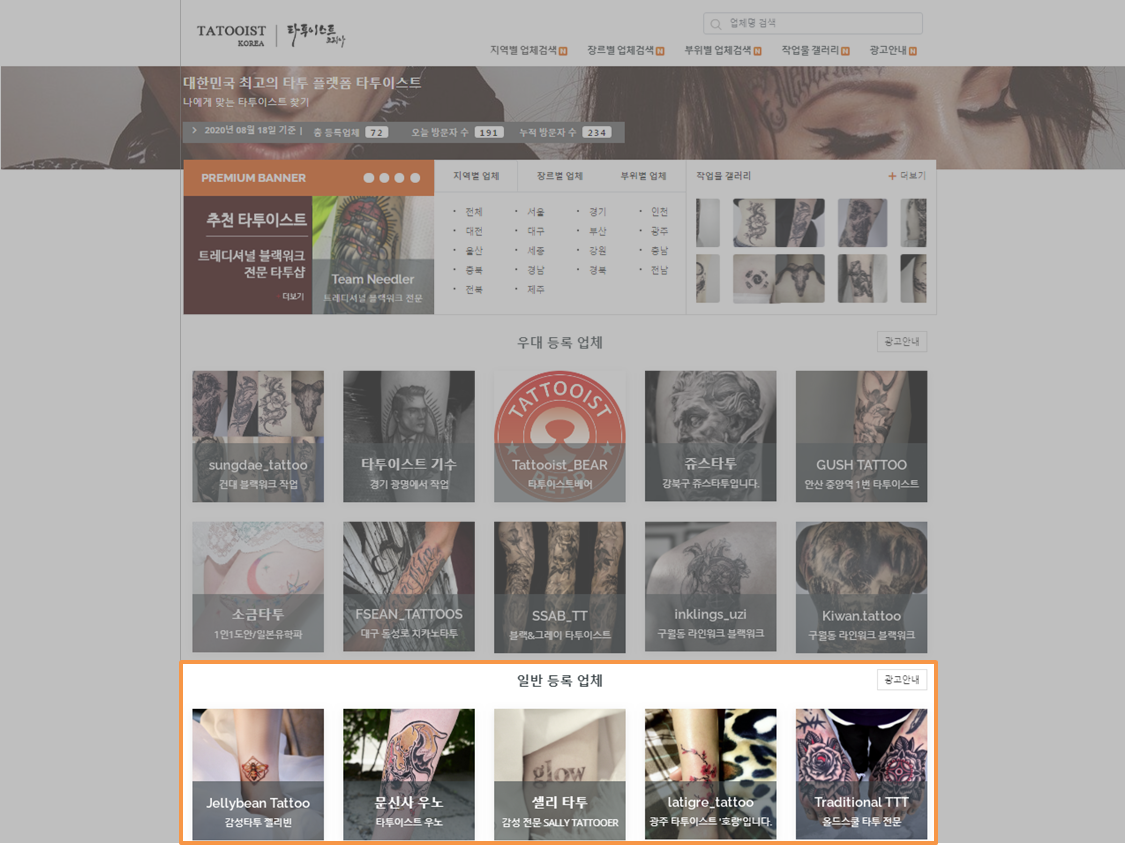 TATOOIST
KOREA
타투이스트
코리아
업체명 검색
지역별 업체검색 N
장르별 업체검색 N
부위별 업체검색 N
작업물 갤러리 N
광고안내 N
대한민국 최고의 타투 플랫폼 타투이스트
나에게 맞는 타투이스트 찾기
> 2020년 08월 18일 기준 | 총 등록업체 72 오늘 방문자 수 191 누적 방문자 수 234
PREMIUM BANNER
추천 타투이스트
트레디셔널 블랙워크
전문 타투샵
더보기
Team Needler
트레디셔널 블랙워크 전문
지역별 업체 장르별 업체 부위별 업체
· 전체 · 서울 · 경기 · 인천
· 대전 · 대구 · 부산 · 광주
· 울산 · 세종 · 강원 · 충남
· 충북 · 경남 · 경북 · 전남
· 전북 · 제주
작업물 갤러리
+ 더보기
우대 등록 업체
광고안내
sungdae_tattoo
건대 블랙워크 작업
타투이스트 기수
경기 광명에서 작업
TATTOOIST
Tattooist_BEAR
타투이스트베어
쥬스타투
강북구 쥬스타투입니다.
GUSH TATTOO
안산 중앙역 1번 타투이스트
소금타투
1인1도안/일본유학파
FSEAN_TATTOOS
대구 동성로 치카노타투
SSAB_TT
블랙&그레이 타투이스트
inklings_uzi
구월동 라인워크 블랙워크
Kiwan.tattoo
구월동 라인워크 블랙워크
일반 등록 업체
광고안내
Jellybean Tattoo
감성타투 젤리빈
문신사 우노
타투이스트 우노
glow
샐리 타투
감성 전문 SALLY TATTOOER
latigre_tattoo
광주 타투이스트 '호랑'입니다.
Traditional TTT
올드스쿨 타투 전문